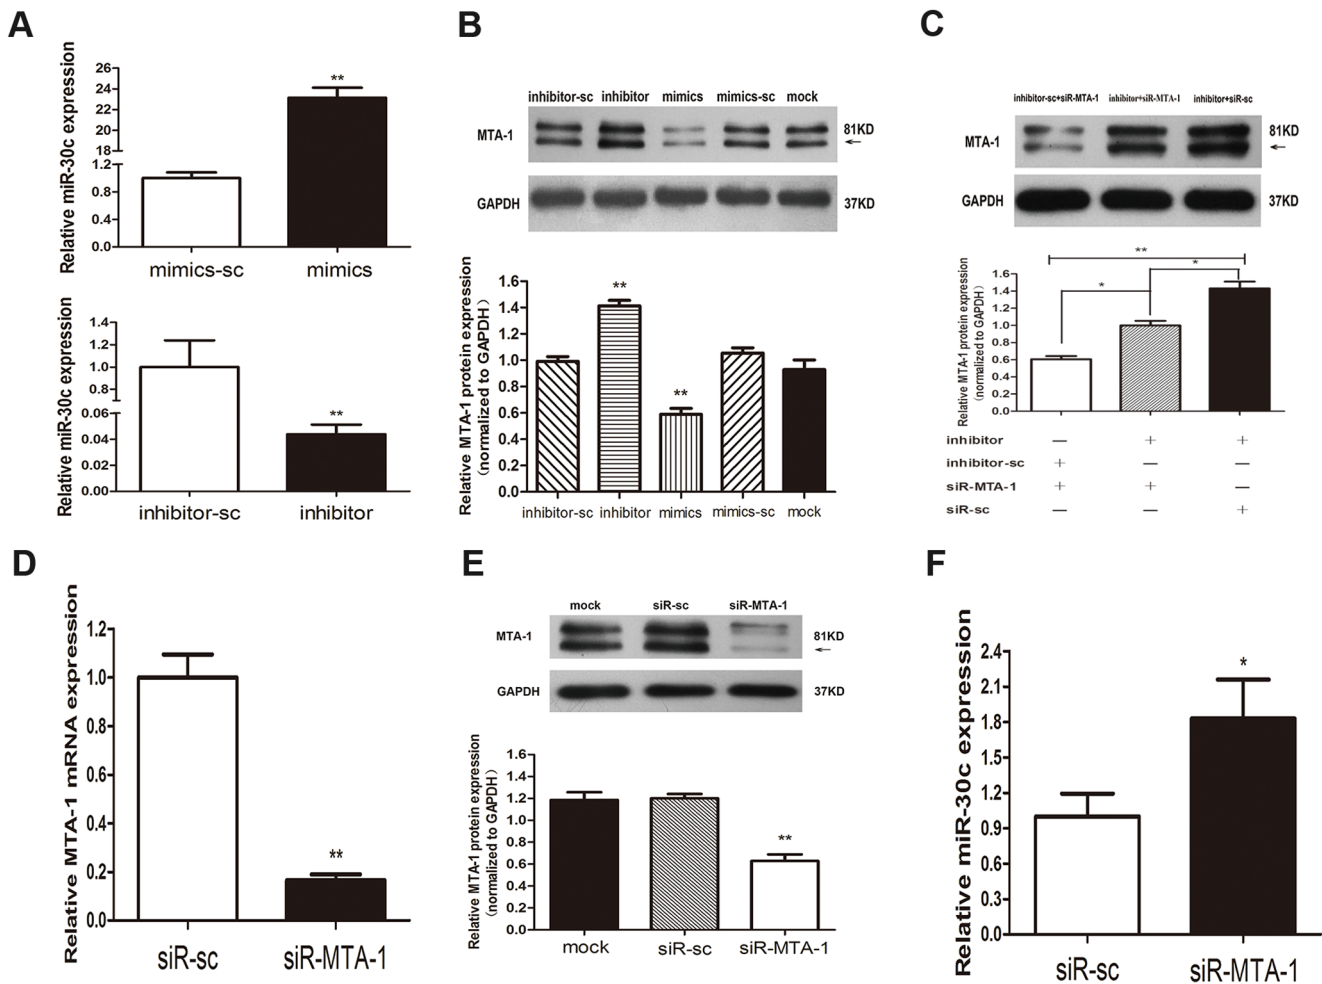 A
Relative miR-30c expression
26
24
22
20
18
1.2
0.8
0.4
0.0
**
mimics-sc mimics
Relative miR-30c expression
1.4
1.2
1.0
0.8
0.06
0.04
0.02
0.00
**
inhibitor-sc inhibitor
B
inhibitor-sc inhibitor mimics mimics-sc mock
MTA-1 81KD
←
GAPDH 37KD
Relative MTA-1 protein expression
(normalized to GAPDH)
1.6
1.4
1.2
1.0
0.8
0.6
0.4
0.2
0.0
**
**
inhibitor-sc inhibitor mimics mimics-sc mock
C
inhibitor-sc+siR-MTA-1 inhibitor+siR-MTA-1 inhibitor+siR-sc
MTA-1 81KD
←
GAPDH 37KD
Relative MTA-1 protein expression
(normalized to GAPDH)
1.6
1.4
1.2
1.0
0.8
0.6
0.4
0.2
0.0
**
*
*
inhibitor — + +
inhibitor-sc + — —
siR-MTA-1 + + —
siR-sc — — +
D
Relative MTA-1 mRNA expression
1.2
1.0
0.8
0.6
0.4
0.2
0.0
**
siR-sc siR-MTA-1
E
mock siR-sc siR-MTA-1
MTA-1 81KD
←
GAPDH 37KD
Relative MTA-1 protein expression
(normalized to GAPDH)
1.6
1.4
1.2
1.0
0.8
0.6
0.4
0.2
0.0
**
mock siR-sc siR-MTA-1
F
Relative miR-30c expression
2.4
2.1
1.8
1.5
1.2
0.9
0.6
0.3
0.0
*
siR-sc siR-MTA-1